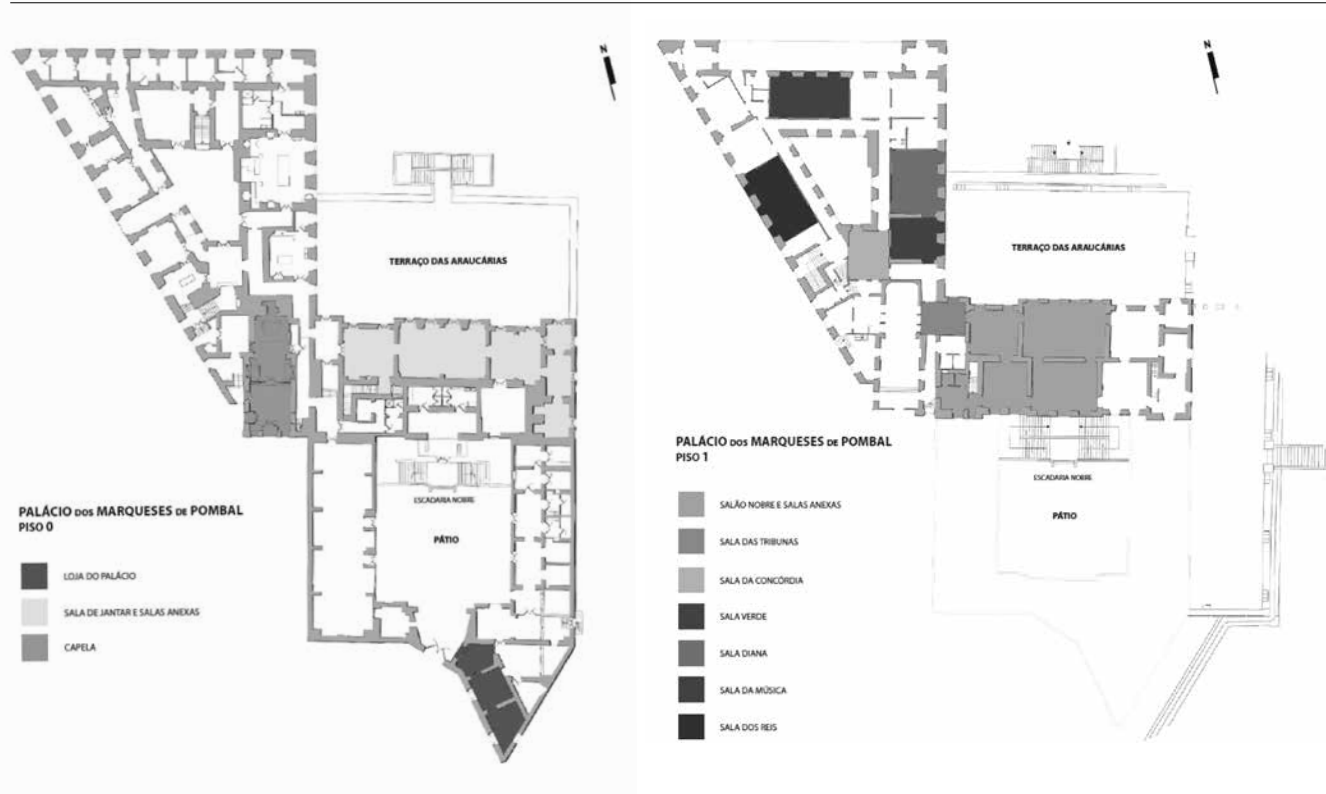 N
TERRAÇO DAS ARAUCÁRIAS
ESCADARIA NOBRE
PÁTIO
PALÁCIO DOS MARQUESES DE POMBAL
PISO 0
LOJA DO PALÁCIO
SALA DE JANTAR E SALAS ANEXAS
CAPELA
N
TERRAÇO DAS ARAUCÁRIAS
ESCADARIA NOBRE
PÁTIO
PALÁCIO DOS MARQUESES DE POMBAL
PISO 1
SALÃO NOBRE E SALAS ANEXAS
SALA DAS TRIBUNAS
SALA DA CONCÓRDIA
SALA VERDE
SALA DIANA
SALA DA MÚSICA
SALA DOS REIS